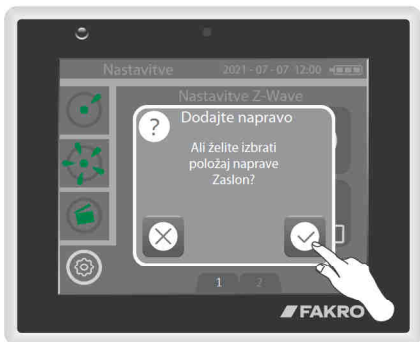 Nastavitve 2021-07-07 12:00
Nastavitve Z-Wave
? Dodajte napravo
Ali želite izbrati
položaj naprave
Zaslon?
1 2
FAKRO